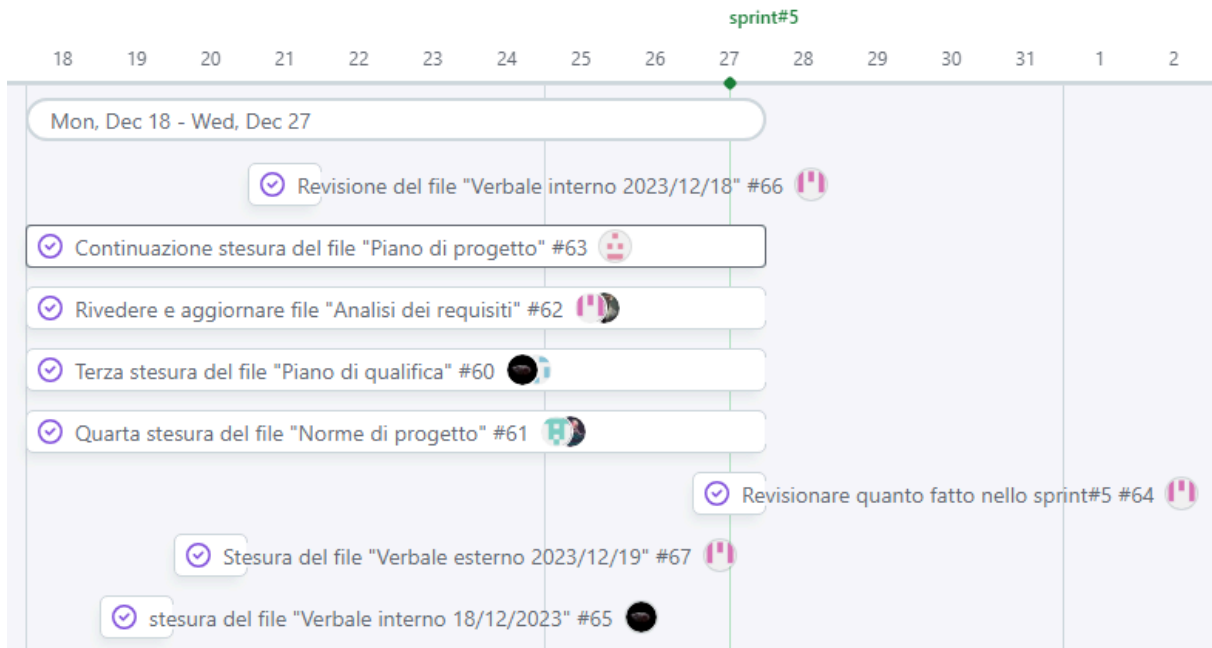 sprint#5
18 19 20 21 22 23 24 25 26 27 28 29 30 31 1 2
Mon, Dec 18 - Wed, Dec 27
Revisione del file "Verbale interno 2023/12/18" #66
Continuazione stesura del file "Piano di progetto" #63
Rivedere e aggiornare file "Analisi dei requisiti" #62
Terza stesura del file "Piano di qualifica" #60
Quarta stesura del file "Norme di progetto" #61
Revisionare quanto fatto nello sprint#5 #64
Stesura del file "Verbale esterno 2023/12/19" #67
stesura del file "Verbale interno 18/12/2023" #65